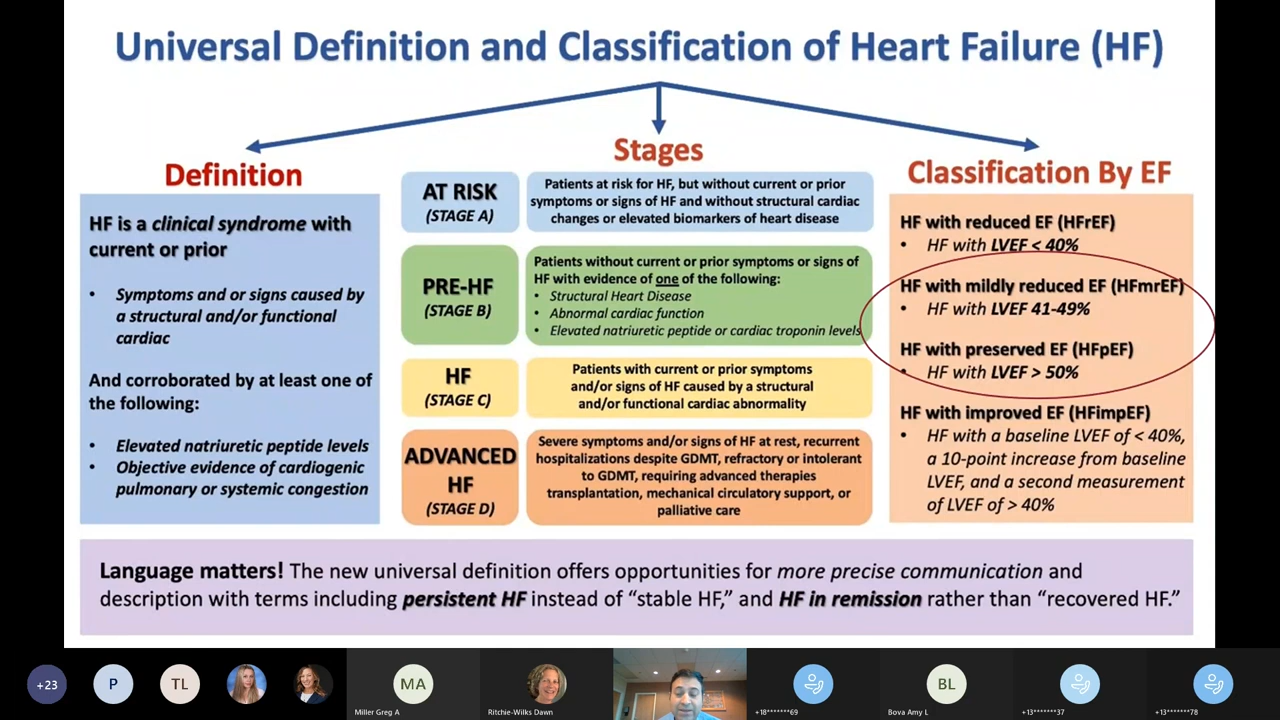 Universal Definition and Classification of Heart Failure (HF)
Definition
HF is a clinical syndrome with
current or prior
• Symptoms and or signs caused by
a structural and/or functional
cardiac
And corroborated by at least one of
the following:
• Elevated natriuretic peptide levels
• Objective evidence of cardiogenic
pulmonary or systemic congestion
Stages
AT RISK
(STAGE A)
Patients at risk for HF, but without current or prior
symptoms or signs of HF and without structural cardiac
changes or elevated biomarkers of heart disease
PRE-HF
(STAGE B)
Patients without current or prior symptoms or signs of
HF with evidence of one of the following:
• Structural Heart Disease
• Abnormal cardiac function
• Elevated natriuretic peptide or cardiac troponin levels
HF
(STAGE C)
Patients with current or prior symptoms
and/or signs of HF caused by a structural
and/or functional cardiac abnormality
ADVANCED
HF
(STAGE D)
Severe symptoms and/or signs of HF at rest, recurrent
hospitalizations despite GDMT, refractory or intolerant
to GDMT, requiring advanced therapies
transplantation, mechanical circulatory support, or
palliative care
Classification By EF
HF with reduced EF (HFrEF)
• HF with LVEF < 40%
HF with mildly reduced EF (HFmrEF)
• HF with LVEF 41-49%
HF with preserved EF (HFpEF)
• HF with LVEF > 50%
HF with improved EF (HFimpEF)
• HF with a baseline LVEF of < 40%,
a 10-point increase from baseline
LVEF, and a second measurement
of LVEF of > 40%
Language matters! The new universal definition offers opportunities for more precise communication and
description with terms including persistent HF instead of “stable HF,” and HF in remission rather than “recovered HF.”
+23
P
TL
MA
Miller Greg A
Ritchie-Wilks Dawn
+18*******69
BL
Bova Amy L
+13*******37
+13*******78